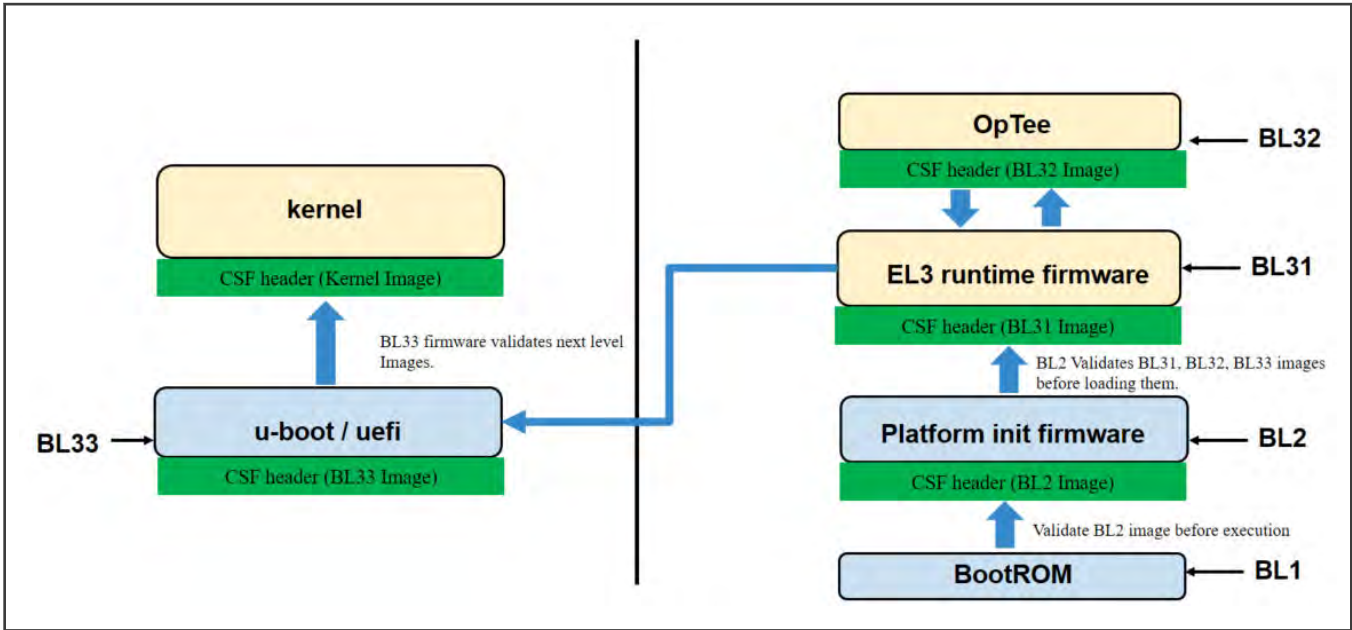 kernel
CSF header (Kernel Image)
BL33 firmware validates next level
Images.
u-boot / uefi
BL33
CSF header (BL33 Image)
OpTee
BL32
CSF header (BL32 Image)
EL3 runtime firmware
BL31
CSF header (BL31 Image)
BL2 Validates BL31, BL32, BL33 images
before loading them.
Platform init firmware
BL2
CSF header (BL2 Image)
Validate BL2 image before execution
BootROM
BL1